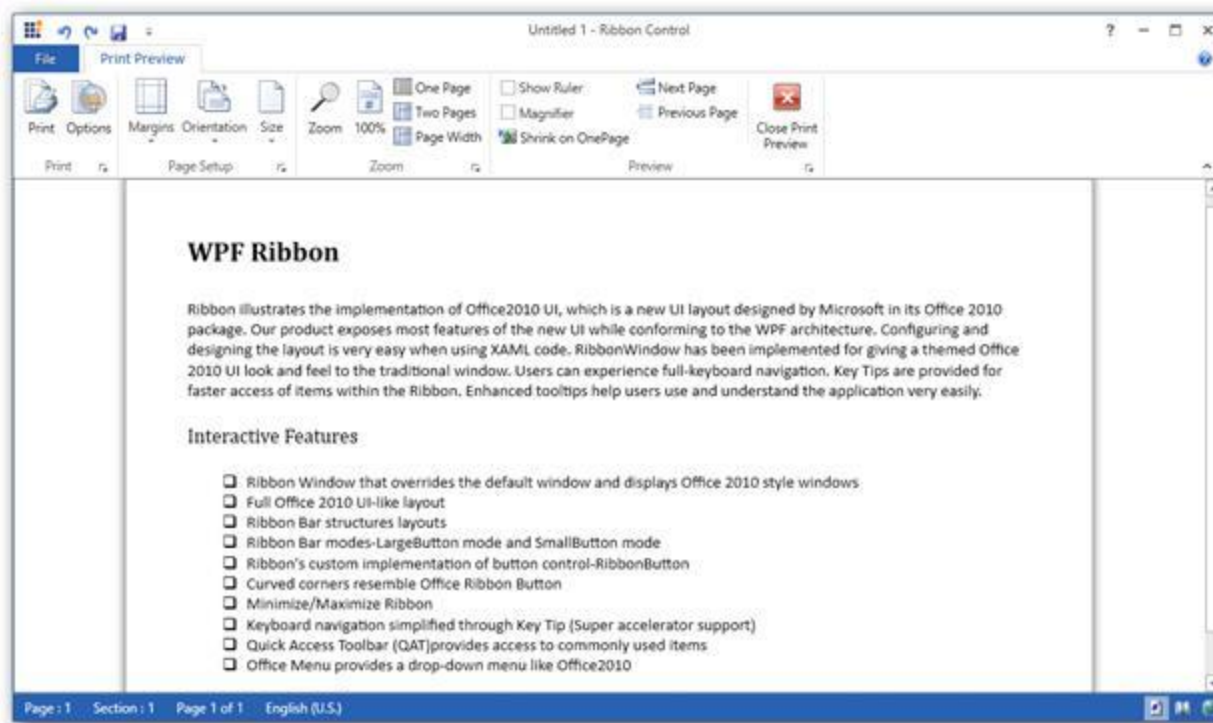 Untitled 1 - Ribbon Control
?
File Print Preview
Print Options Margins Orientation Size Zoom 100% One Page Two Pages Page Width Show Ruler Magnifier Shrink on OnePage Next Page Previous Page Close Print Preview
Print Page Setup Zoom Preview
WPF Ribbon
Ribbon illustrates the implementation of Office2010 UI, which is a new UI layout designed by Microsoft in its Office 2010
package. Our product exposes most features of the new UI while conforming to the WPF architecture. Configuring and
designing the layout is very easy when using XAML code. RibbonWindow has been implemented for giving a themed Office
2010 UI look and feel to the traditional window. Users can experience full-keyboard navigation. Key Tips are provided for
faster access of items within the Ribbon. Enhanced tooltips help users use and understand the application very easily.
Interactive Features
Ribbon Window that overrides the default window and displays Office 2010 style windows
Full Office 2010 UI-like layout
Ribbon Bar structures layouts
Ribbon Bar modes-LargeButton mode and SmallButton mode
Ribbon's custom implementation of button control-RibbonButton
Curved corners resemble Office Ribbon Button
Minimize/Maximize Ribbon
Keyboard navigation simplified through Key Tip (Super accelerator support)
Quick Access Toolbar (QAT)provides access to commonly used items
Office Menu provides a drop-down menu like Office2010
Page : 1 Section : 1 Page 1 of 1 English (U.S.)